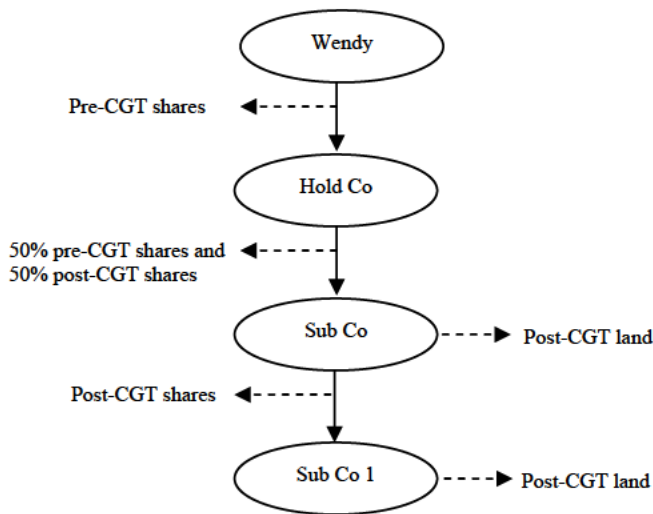 Wendy
Pre-CGT shares
Hold Co
50% pre-CGT shares and
50% post-CGT shares
Sub Co
Post-CGT land
Post-CGT shares
Sub Co 1
Post-CGT land